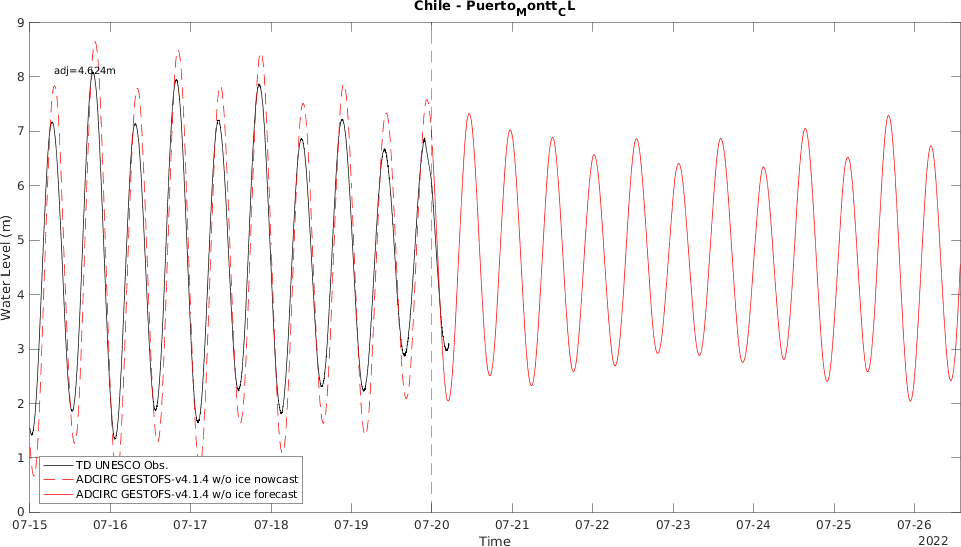 Chile - PuertoMonttCL
9
8
7
6
5
4
3
2
1
0
Water Level (m)
adj=4.624m
TD UNESCO Obs.
ADCIRC GESTOFS-v4.1.4 w/o ice nowcast
ADCIRC GESTOFS-v4.1.4 w/o ice forecast
07-15 07-16 07-17 07-18 07-19 07-20 07-21 07-22 07-23 07-24 07-25 07-26
Time
2022